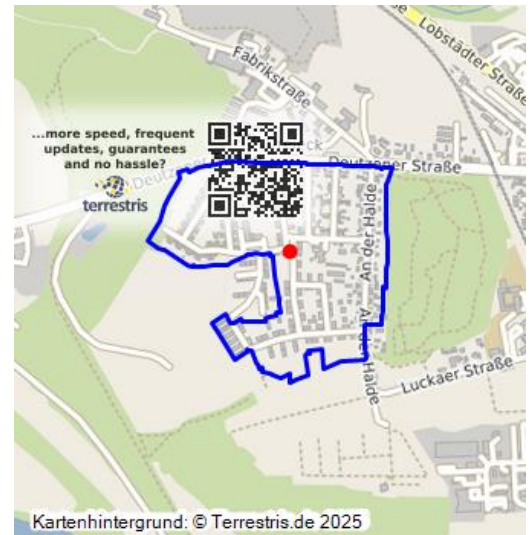 Lobstädter Straße
Fabrikstraße
...more speed, frequent
updates, guarantees
and no hassle?
terrestris
Deutzener Straße
An der Halde
An der Halde
Luckaer Straße
Kartenhintergrund: © Terrestris.de 2025